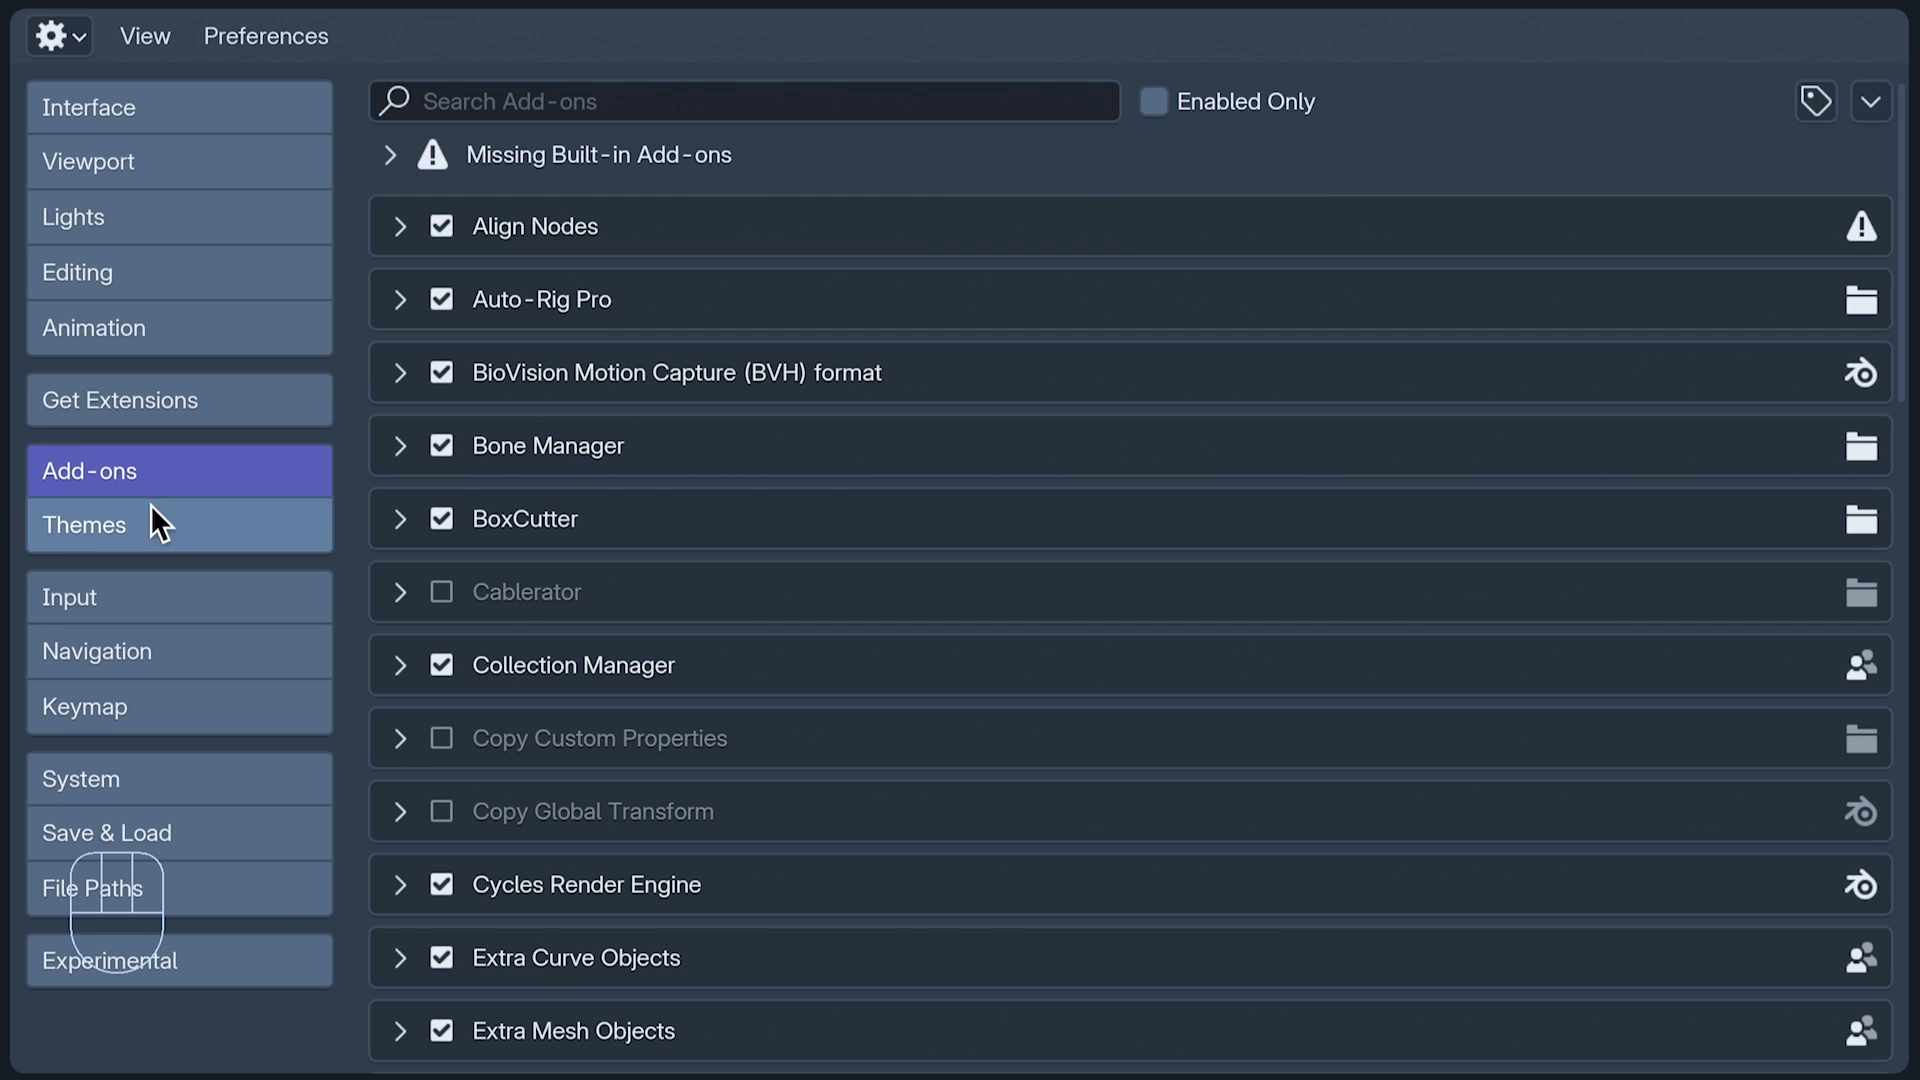 View Preferences
Interface
Viewport
Lights
Editing
Animation
Get Extensions
Add-ons
Themes
Input
Navigation
Keymap
System
Save & Load
File Paths
Experimental
Search Add-ons
Enabled Only
Missing Built-in Add-ons
Align Nodes
Auto-Rig Pro
BioVision Motion Capture (BVH) format
Bone Manager
BoxCutter
Cablerator
Collection Manager
Copy Custom Properties
Copy Global Transform
Cycles Render Engine
Extra Curve Objects
Extra Mesh Objects